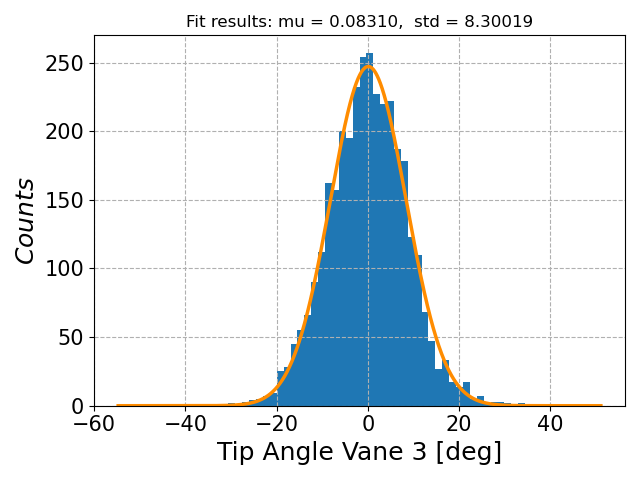 Fit results: mu = 0.08310,  std = 8.30019
250
200
150
100
50
0
Counts
−60 −40 −20 0 20 40
Tip Angle Vane 3 [deg]